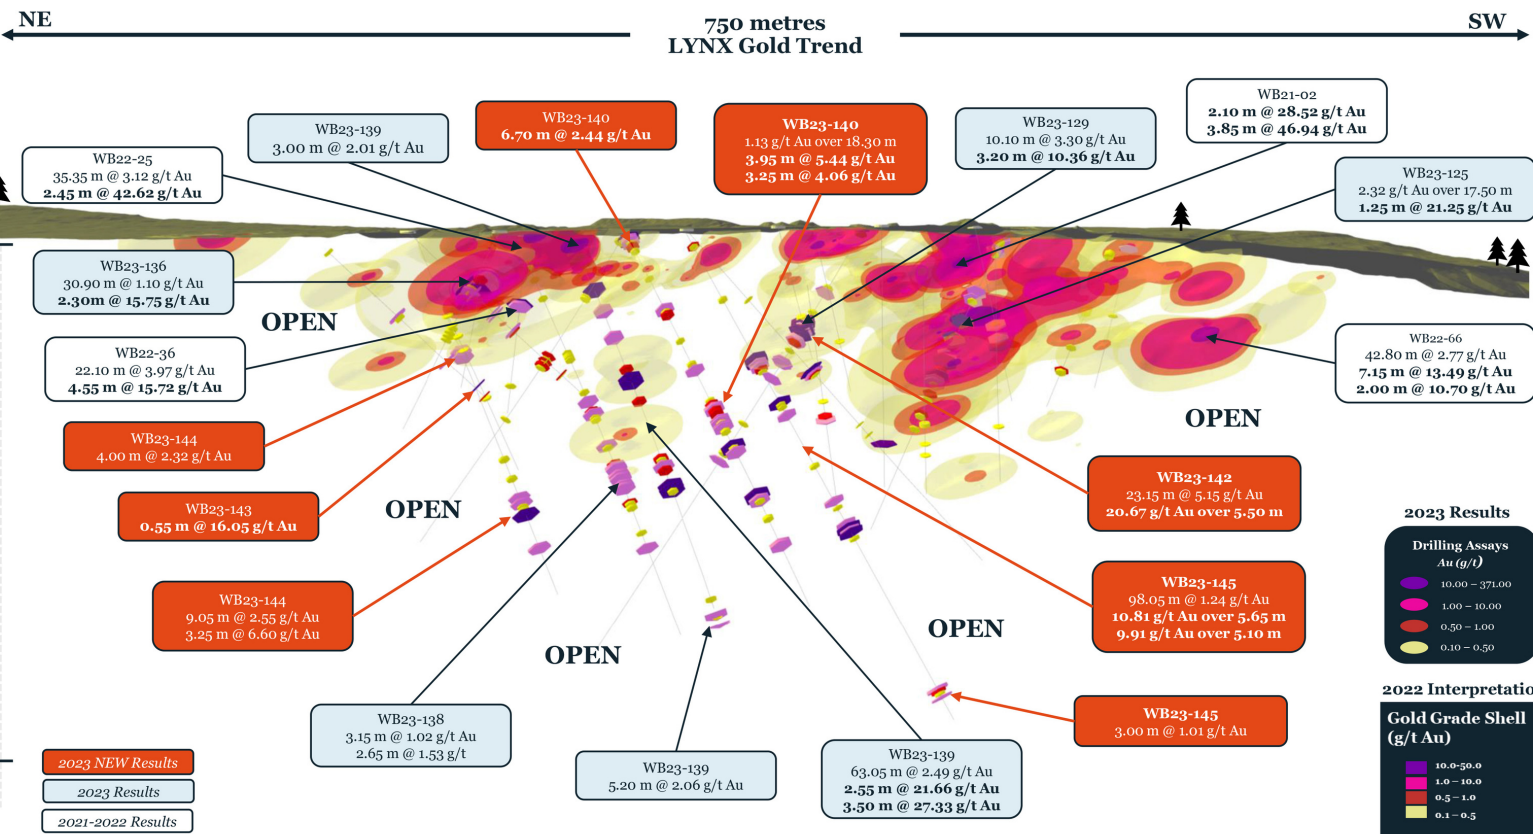 NE
750 metres
LYNX Gold Trend
SW
WB22-25
35.35 m @ 3.12 g/t Au
2.45 m @ 42.62 g/t Au
WB23-139
3.00 m @ 2.01 g/t Au
WB23-140
6.70 m @ 2.44 g/t Au
WB23-140
1.13 g/t Au over 18.30 m
3.95 m @ 5.44 g/t Au
3.25 m @ 4.06 g/t Au
WB23-129
10.10 m @ 3.30 g/t Au
3.20 m @ 10.36 g/t Au
WB21-02
2.10 m @ 28.52 g/t Au
3.85 m @ 46.94 g/t Au
WB23-125
2.32 g/t Au over 17.50 m
1.25 m @ 21.25 g/t Au
WB23-136
30.90 m @ 1.10 g/t Au
2.30m @ 15.75 g/t Au
OPEN
WB22-36
22.10 m @ 3.97 g/t Au
4.55 m @ 15.72 g/t Au
WB22-66
42.80 m @ 2.77 g/t Au
7.15 m @ 13.49 g/t Au
2.00 m @ 10.70 g/t Au
OPEN
WB23-144
4.00 m @ 2.32 g/t Au
WB23-143
0.55 m @ 16.05 g/t Au
OPEN
WB23-142
23.15 m @ 5.15 g/t Au
20.67 g/t Au over 5.50 m
WB23-144
9.05 m @ 2.55 g/t Au
3.25 m @ 6.60 g/t Au
OPEN
OPEN
WB23-145
98.05 m @ 1.24 g/t Au
10.81 g/t Au over 5.65 m
9.91 g/t Au over 5.10 m
WB23-138
3.15 m @ 1.02 g/t Au
2.65 m @ 1.53 g/t
WB23-139
5.20 m @ 2.06 g/t Au
WB23-139
63.05 m @ 2.49 g/t Au
2.55 m @ 21.66 g/t Au
3.50 m @ 27.33 g/t Au
WB23-145
3.00 m @ 1.01 g/t Au
2023 NEW Results
2023 Results
2021-2022 Results
2023 Results
Drilling Assays
Au (g/t)
10.00 – 371.00
1.00 – 10.00
0.50 – 1.00
0.10 – 0.50
2022 Interpretatio
Gold Grade Shell
(g/t Au)
10.0-50.0
1.0 – 10.0
0.5 – 1.0
0.1 – 0.5